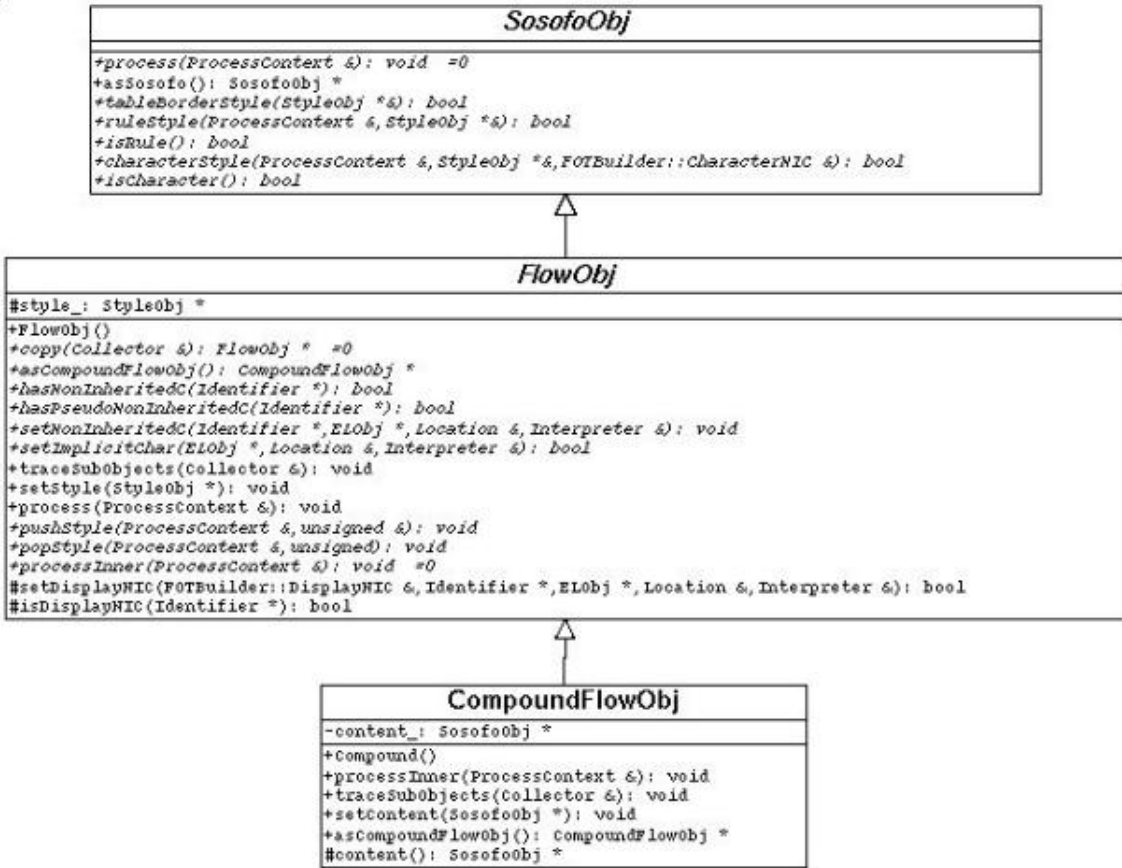 SosofoObj
+process(ProcessContext &): void =0
+asSosofo(): SosofoObj *
+tableBorderStyle(StyleObj *&): bool
+ruleStyle(ProcessContext &,StyleObj *&): bool
+isRule(): bool
+characterStyle(ProcessContext &,StyleObj *&,FOTBuilder::CharacterNIC &): bool
+isCharacter(): bool
FlowObj
#style_: StyleObj *
+FlowObj()
+copy(Collector &): FlowObj * =0
+asCompoundFlowObj(): CompoundFlowObj *
+hasNonInheritedC(Identifier *): bool
+hasPseudoNonInheritedC(Identifier *): bool
+setNonInheritedC(Identifier *,ELObj *,Location &,Interpreter &): void
+setImplicitChar(ELObj *,Location &,Interpreter &): bool
+traceSubObjects(Collector &): void
+setStyle(StyleObj *): void
+process(ProcessContext &): void
+pushStyle(ProcessContext &,unsigned &): void
+popStyle(ProcessContext &,unsigned): void
+processInner(ProcessContext &): void =0
#setDisplayNIC(FOTBuilder::DisplayNIC &,Identifier *,ELObj *,Location &,Interpreter &): bool
#isDisplayNIC(Identifier *): bool
CompoundFlowObj
-content_: SosofoObj *
+Compound()
+processInner(ProcessContext &): void
+traceSubObjects(Collector &): void
+setContent(SosofoObj *): void
+asCompoundFlowObj(): CompoundFlowObj *
#content(): SosofoObj *